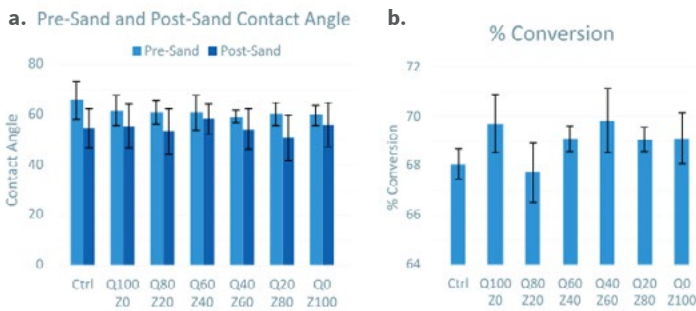 a. Pre-Sand and Post-Sand Contact Angle
Pre-Sand Post-Sand
Contact Angle
80
60
40
20
0
Ctrl Q100 Q80 Q60 Q40 Q20 Q0
Z0 Z20 Z40 Z60 Z80 Z100
b.
% Conversion
% Conversion
72
70
68
66
64
Ctrl Q100 Q80 Q60 Q40 Q20 Q0
Z0 Z20 Z40 Z60 Z80 Z100